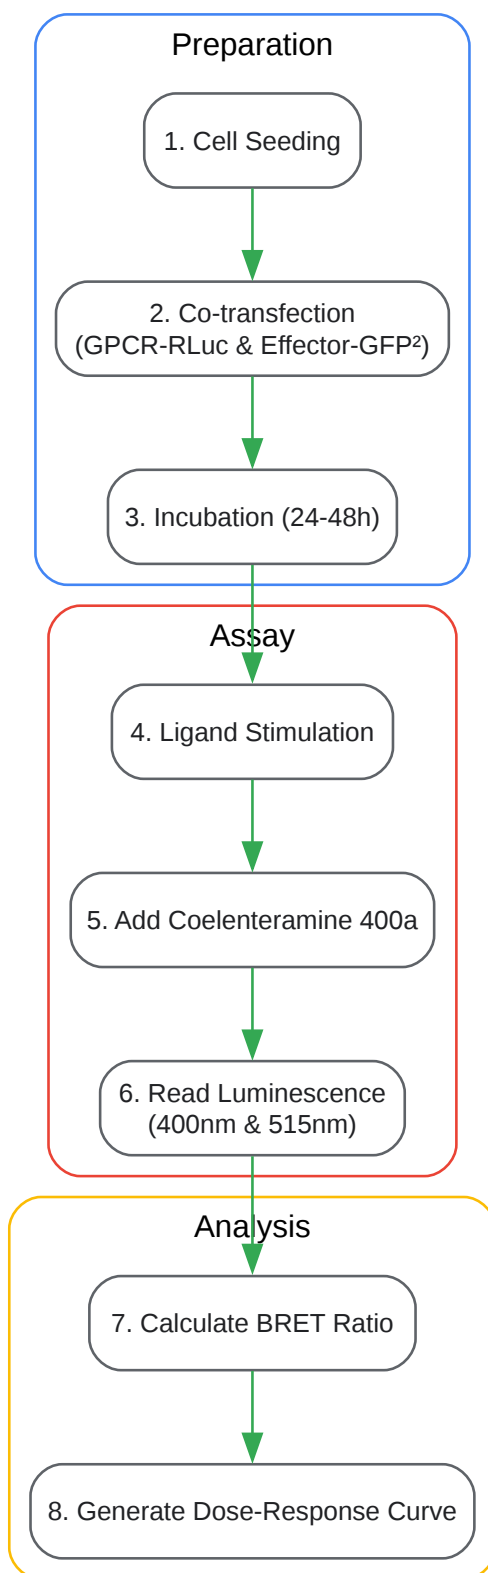 Preparation
1. Cell Seeding
2. Co-transfection
(GPCR-RLuc & Effector-GFP²)
3. Incubation (24-48h)
Assay
4. Ligand Stimulation
5. Add Coelenteramine 400a
6. Read Luminescence
(400nm & 515nm)
Analysis
7. Calculate BRET Ratio
8. Generate Dose-Response Curve